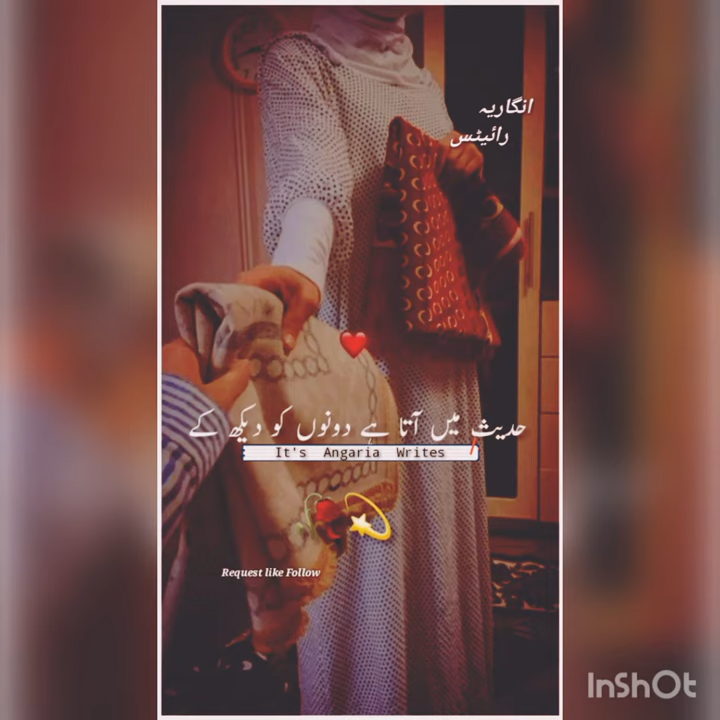 انگاریہ
رائیٹس
حدیث میں آتا ہے دونوں کو دیکھ کے
It's Angaria Writes
Request like Follow
InShOt